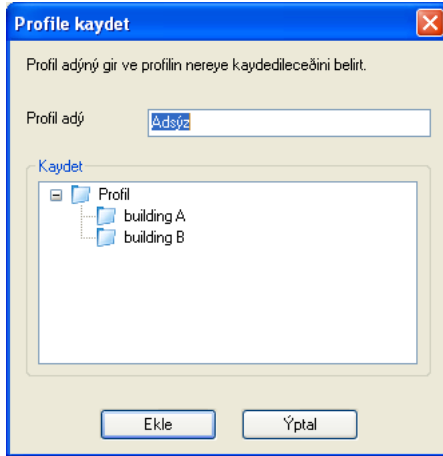 Profile kaydet
Profil adýný gir ve profilin nereye kaydedileceðini belirt.
Profil adý
Adsýz
Kaydet
Profil
building A
building B
Ekle
Ýptal